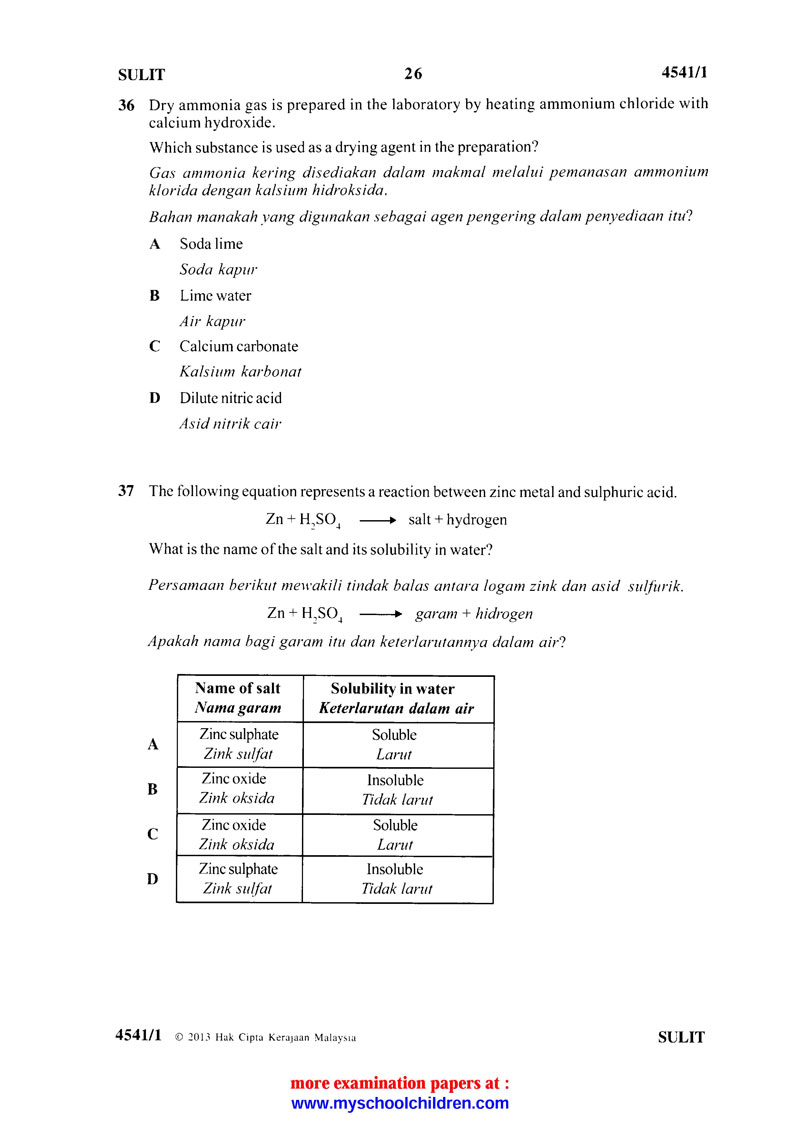 SULIT 26 4541/1
36 Dry ammonia gas is prepared in the laboratory by heating ammonium chloride with
calcium hydroxide.
Which substance is used as a drying agent in the preparation?
Gas ammonia kering disediakan dalam makmal melalui pemanasan ammonium
klorida dengan kalsium hidroksida.
Bahan manakah yang digunakan sebagai agen pengering dalam penyediaan itu?
A Soda lime
Soda kapur
B Lime water
Air kapur
C Calcium carbonate
Kalsium karbonat
D Dilute nitric acid
Asid nitrik cair
37 The following equation represents a reaction between zinc metal and sulphuric acid.
Zn + H₂SO₄ ⟶ salt + hydrogen
What is the name of the salt and its solubility in water?
Persamaan berikut mewakili tindak balas antara logam zink dan asid sulfurik.
Zn + H₂SO₄ ⟶ garam + hidrogen
Apakah nama bagi garam itu dan keterlarutannya dalam air?
Name of salt Solubility in water
Nama garam Keterlarutan dalam air
A Zinc sulphate Soluble
Zink sulfat Larut
B Zinc oxide Insoluble
Zink oksida Tidak larut
C Zinc oxide Soluble
Zink oksida Larut
D Zinc sulphate Insoluble
Zink sulfat Tidak larut
4541/1 © 2013 Hak Cipta Kerajaan Malaysia SULIT
more examination papers at :
www.myschoolchildren.com